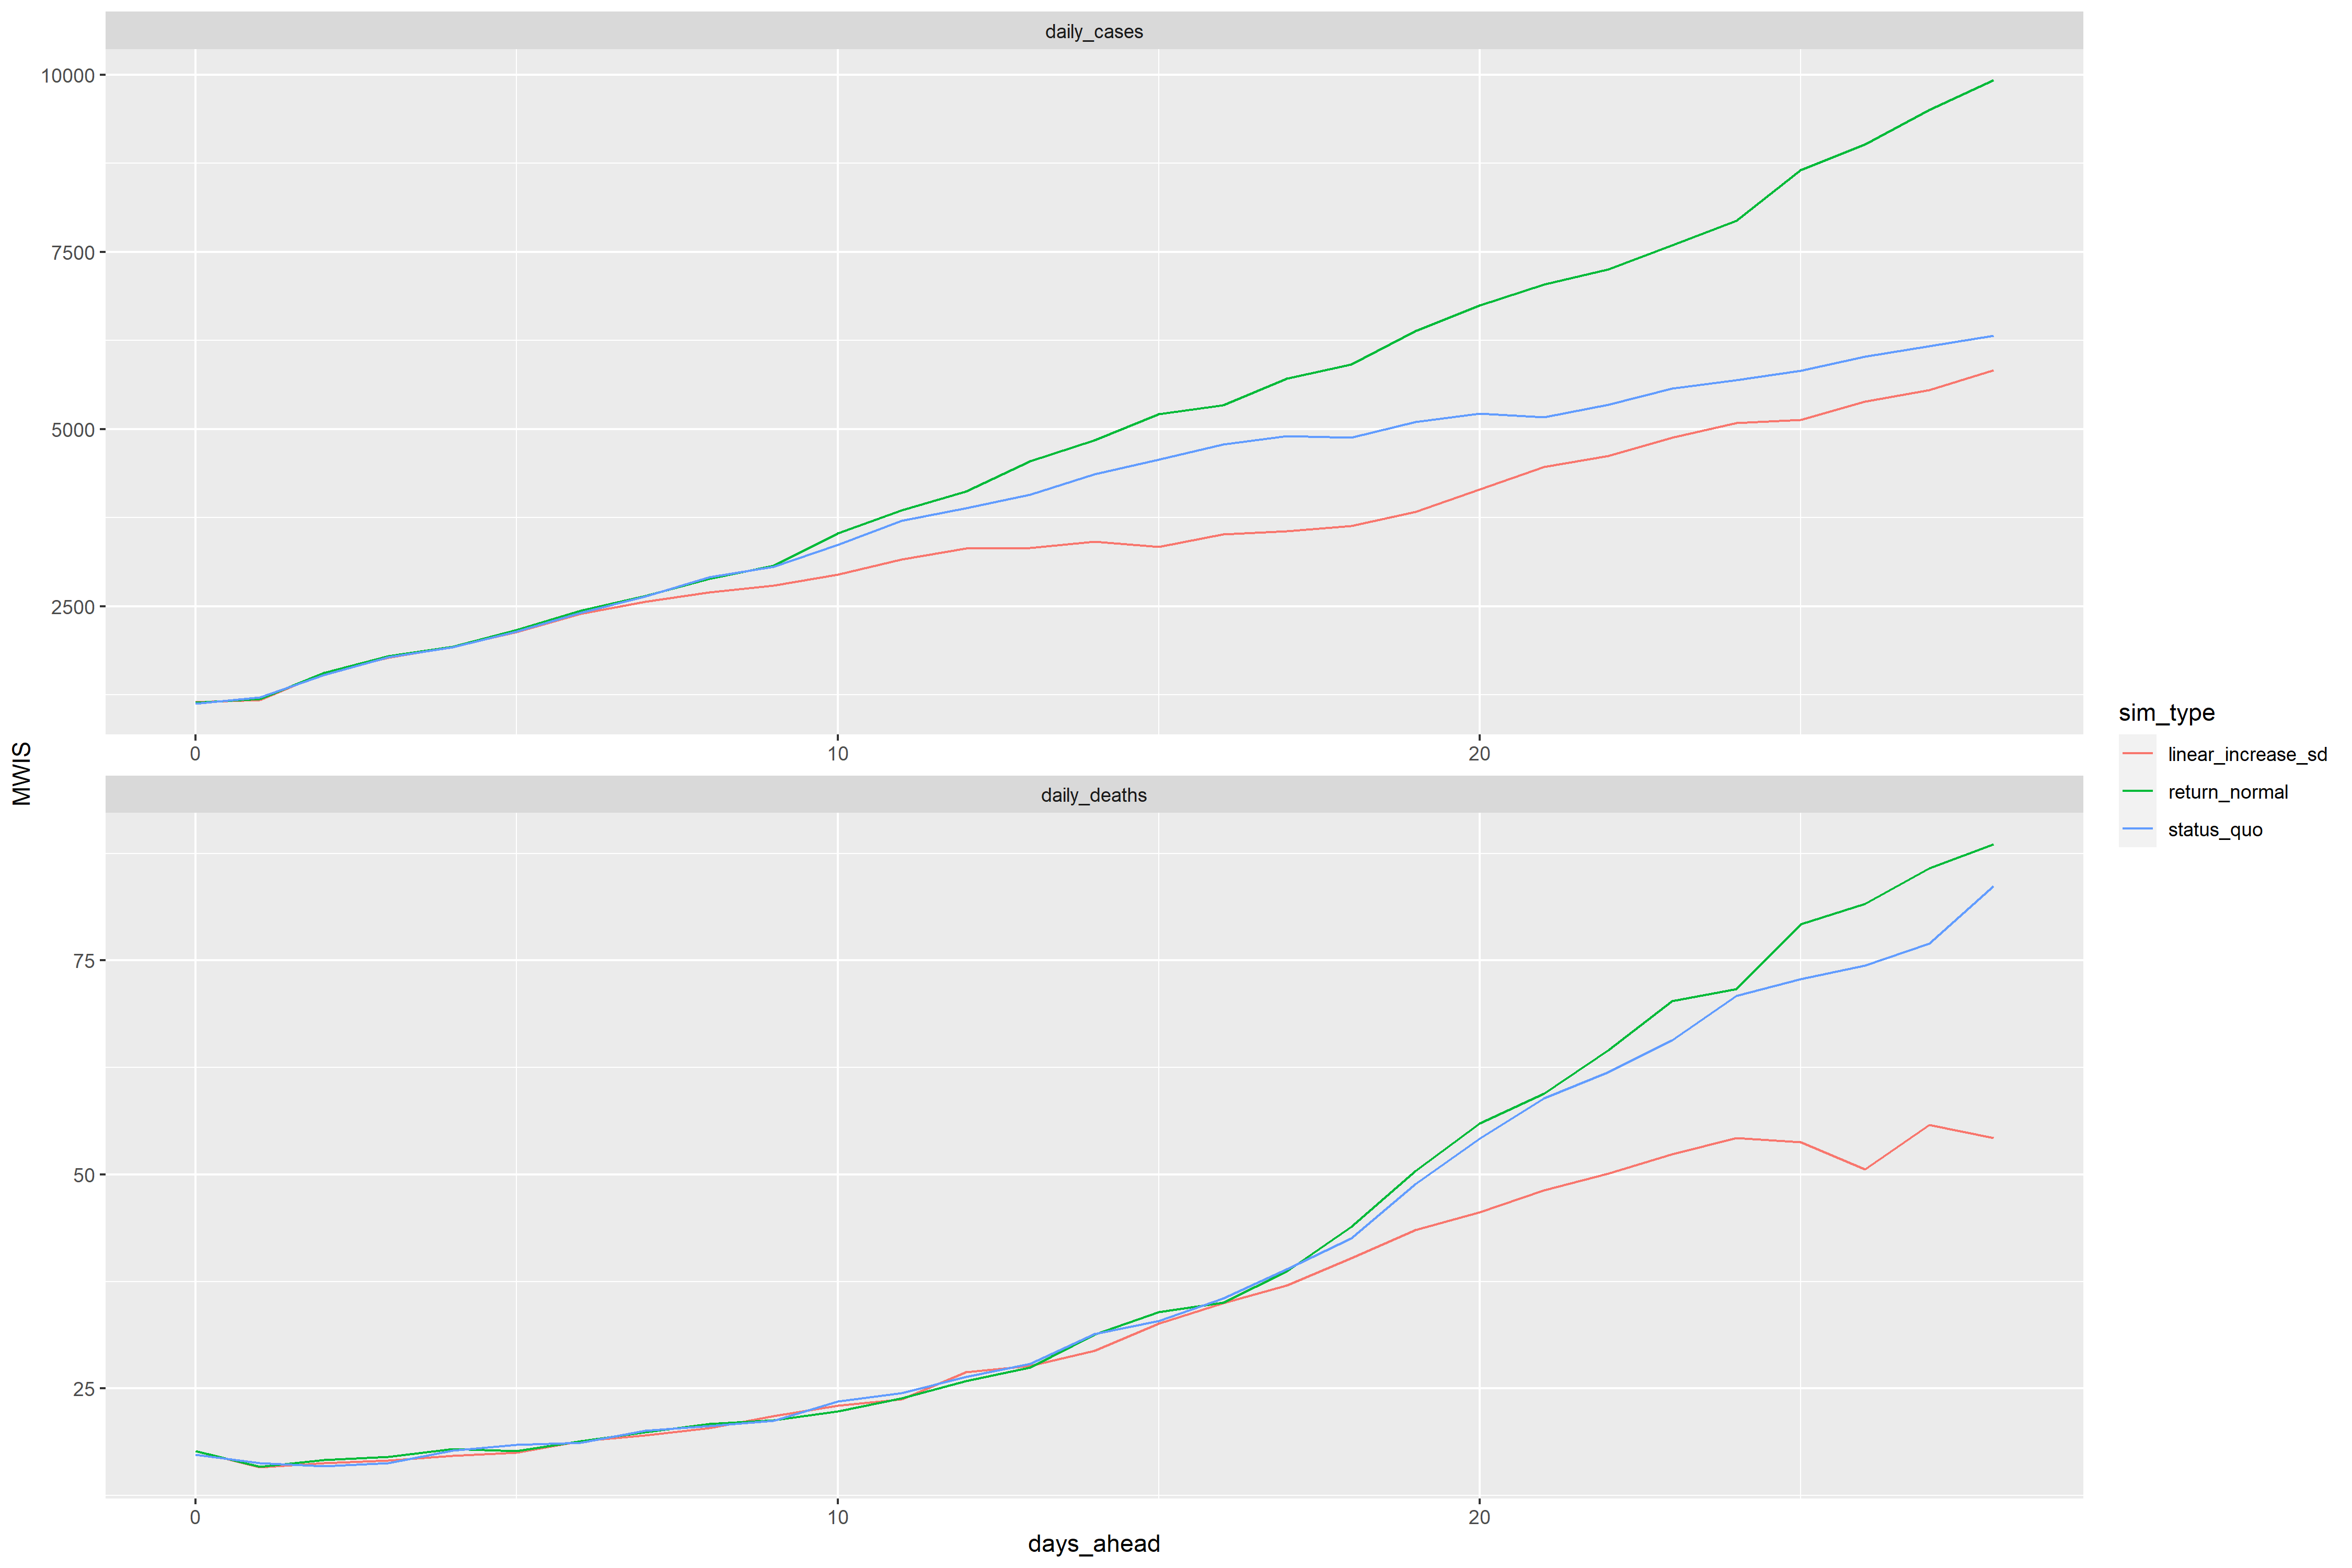 daily_cases
10000
7500
5000
2500
0 10 20
MWIS
daily_deaths
75
50
25
0 10 20
days_ahead
sim_type
linear_increase_sd
return_normal
status_quo